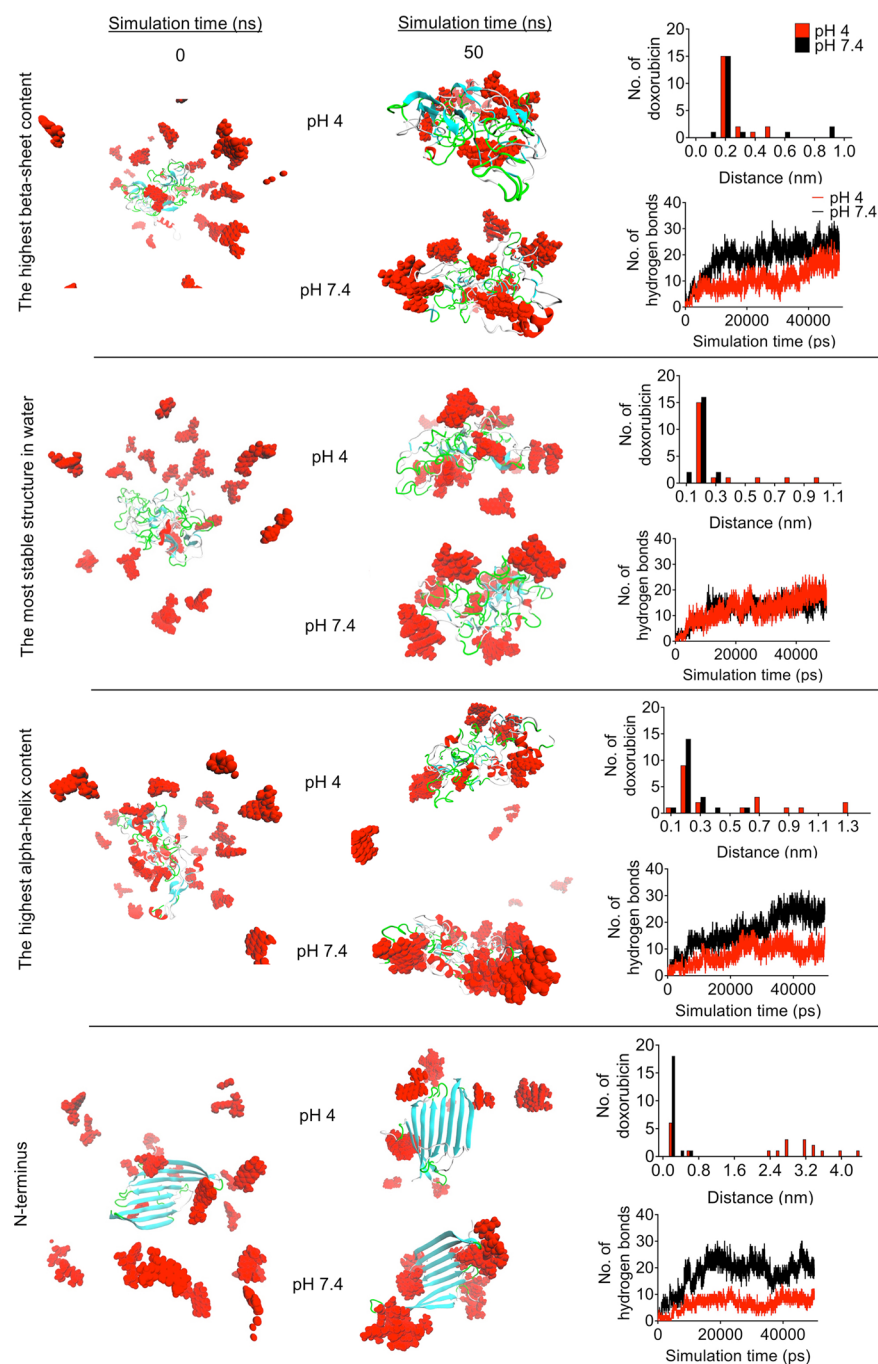 Simulation time (ns)
Simulation time (ns)
0
50
The highest beta-sheet content
pH 4
pH 7.4
No. of
doxorubicin
20
15
10
5
0
pH 4
pH 7.4
0.0 0.2 0.4 0.6 0.8 1.0
Distance (nm)
No. of
hydrogen bonds
40
30
20
10
0
pH 4
pH 7.4
0 20000 40000
Simulation time (ps)
The most stable structure in water
pH 4
pH 7.4
No. of
doxorubicin
20
15
10
5
0
0.1 0.3 0.5 0.7 0.9 1.1
Distance (nm)
No. of
hydrogen bonds
40
30
20
10
0
0 20000 40000
Simulation time (ps)
The highest alpha-helix content
pH 4
pH 7.4
No. of
doxorubicin
20
15
10
5
0
0.1 0.3 0.5 0.7 0.9 1.1 1.3
Distance (nm)
No. of
hydrogen bonds
40
30
20
10
0
0 20000 40000
Simulation time (ps)
N-terminus
pH 4
pH 7.4
No. of
doxorubicin
20
15
10
5
0
0.0 0.8 1.6 2.4 3.2 4.0
Distance (nm)
No. of
hydrogen bonds
40
30
20
10
0
0 20000 40000
Simulation time (ps)